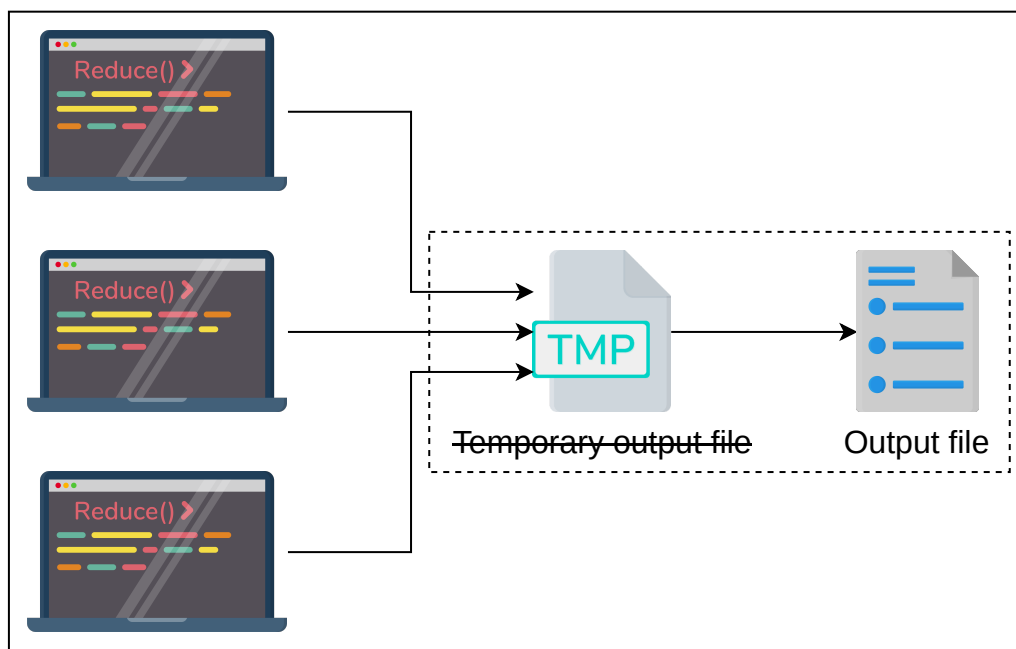 Reduce()
Reduce()
TMP
Temporary output file
Output file
Reduce()